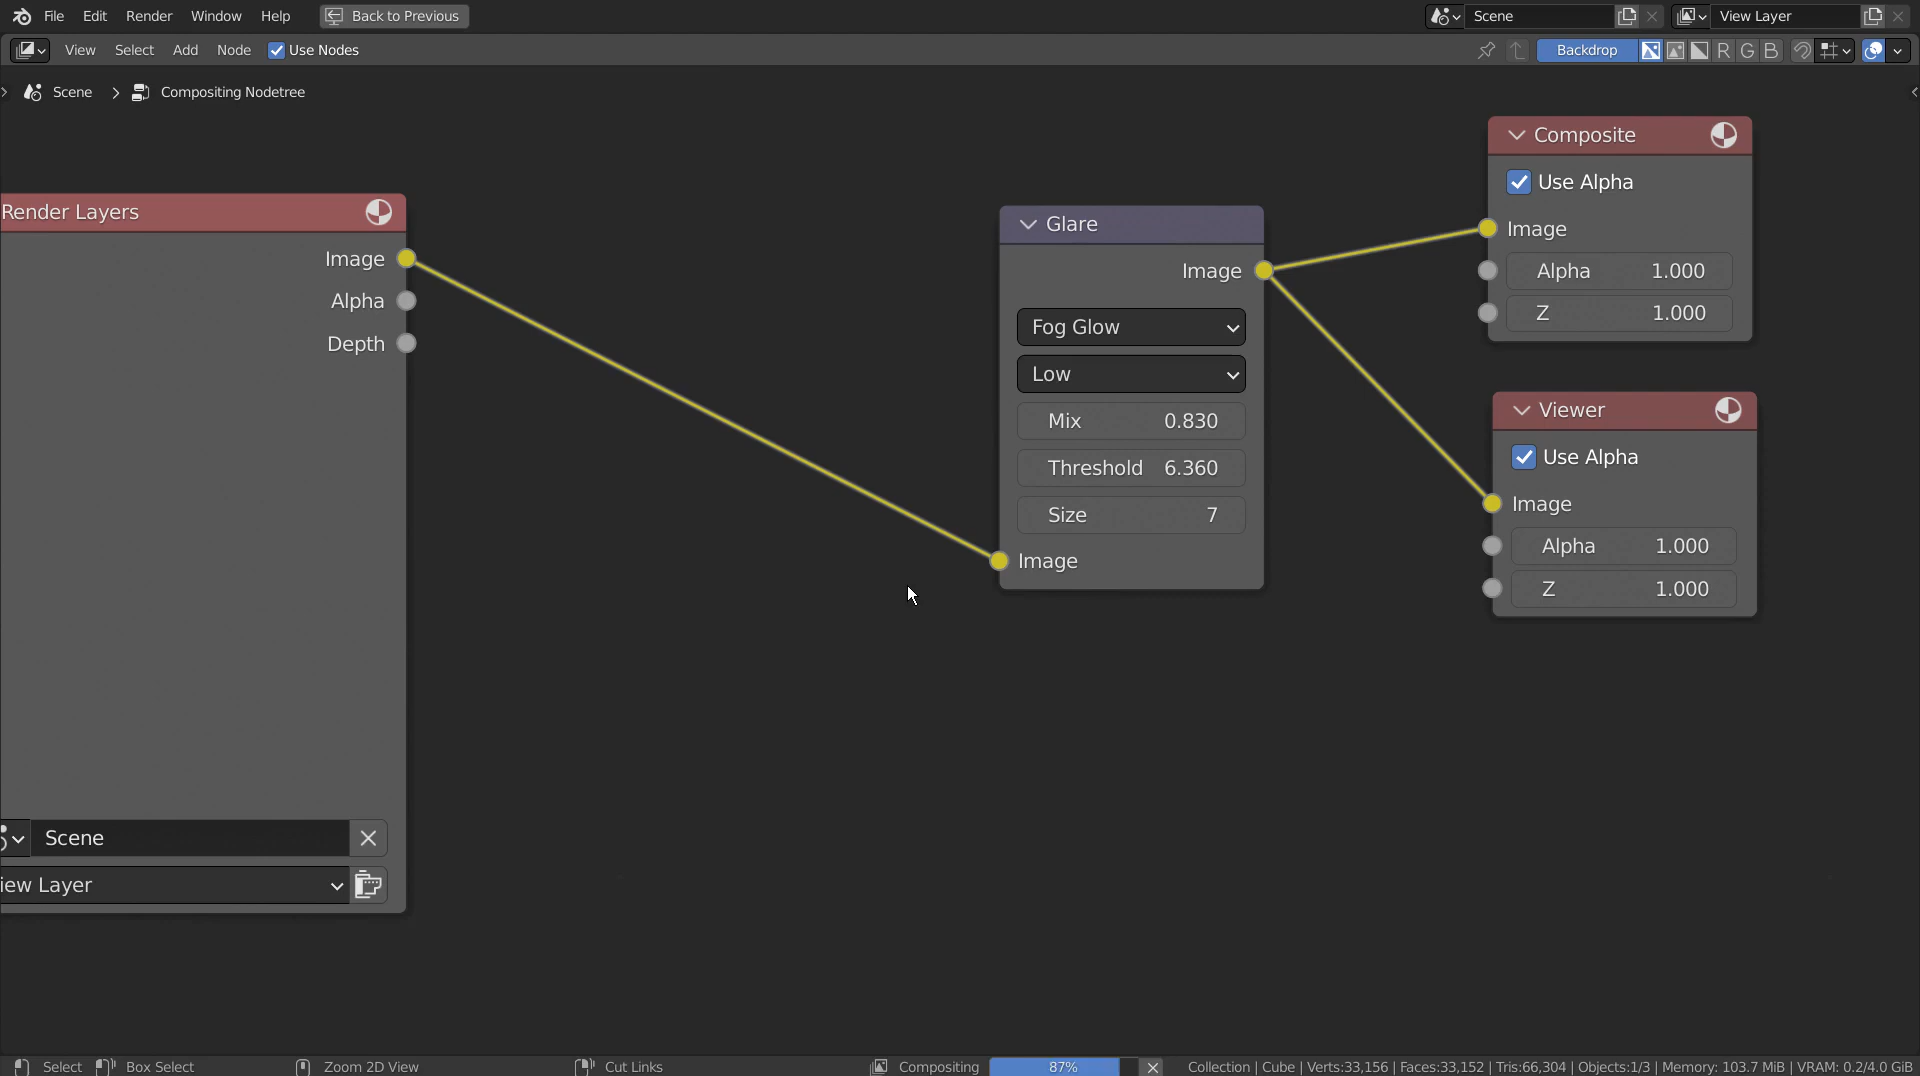 File Edit Render Window Help Back to Previous Scene View Layer
View Select Add Node Use Nodes Backdrop R G B
Scene Compositing Nodetree
Render Layers
Image
Alpha
Depth
Scene
iew Layer
Glare
Image
Fog Glow
Low
Mix 0.830
Threshold 6.360
Size 7
Image
Composite
Use Alpha
Image
Alpha 1.000
Z 1.000
Viewer
Use Alpha
Image
Alpha 1.000
Z 1.000
Select Box Select Zoom 2D View Cut Links Compositing 87% Collection | Cube | Verts:33,156 | Faces:33,152 | Tris:66,304 | Objects:1/3 | Memory: 103.7 MiB | VRAM: 0.2/4.0 GiB